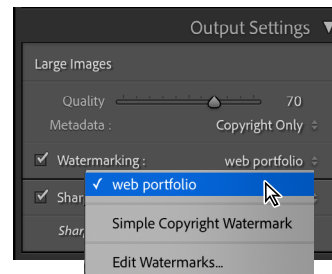 Output Settings
Large Images
Quality 70
Metadata : Copyright Only
Watermarking : web portfolio
web portfolio
Simple Copyright Watermark
Edit Watermarks...